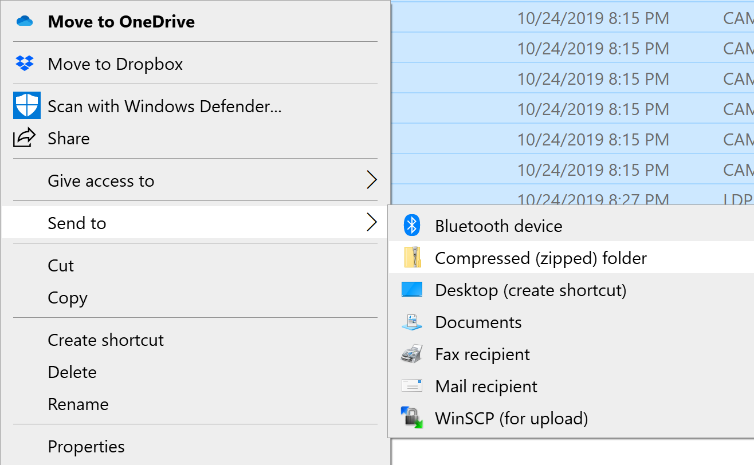 Move to OneDrive
Move to Dropbox
Scan with Windows Defender...
Share
Give access to
Send to
Cut
Copy
Create shortcut
Delete
Rename
Properties
10/24/2019 8:15 PM CAM
10/24/2019 8:15 PM CAM
10/24/2019 8:15 PM CAM
10/24/2019 8:15 PM CAM
10/24/2019 8:15 PM CAM
10/24/2019 8:15 PM CAM
10/24/2019 8:27 PM LDP
Bluetooth device
Compressed (zipped) folder
Desktop (create shortcut)
Documents
Fax recipient
Mail recipient
WinSCP (for upload)